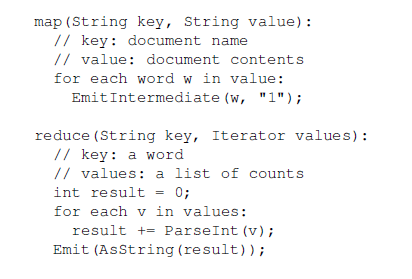 map(String key, String value):
// key: document name
// value: document contents
for each word w in value:
EmitIntermediate(w, "1");
reduce(String key, Iterator values):
// key: a word
// values: a list of counts
int result = 0;
for each v in values:
result += ParseInt(v);
Emit(AsString(result));